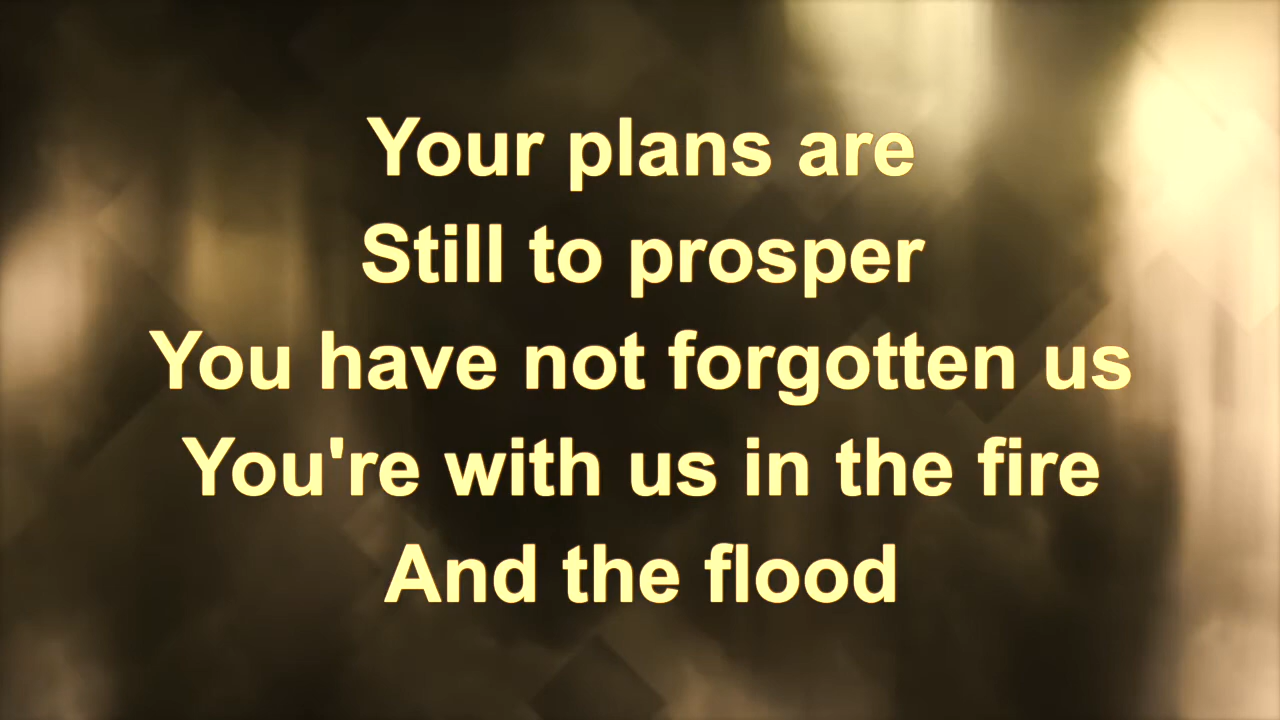 Your plans are
Still to prosper
You have not forgotten us
You're with us in the fire
And the flood